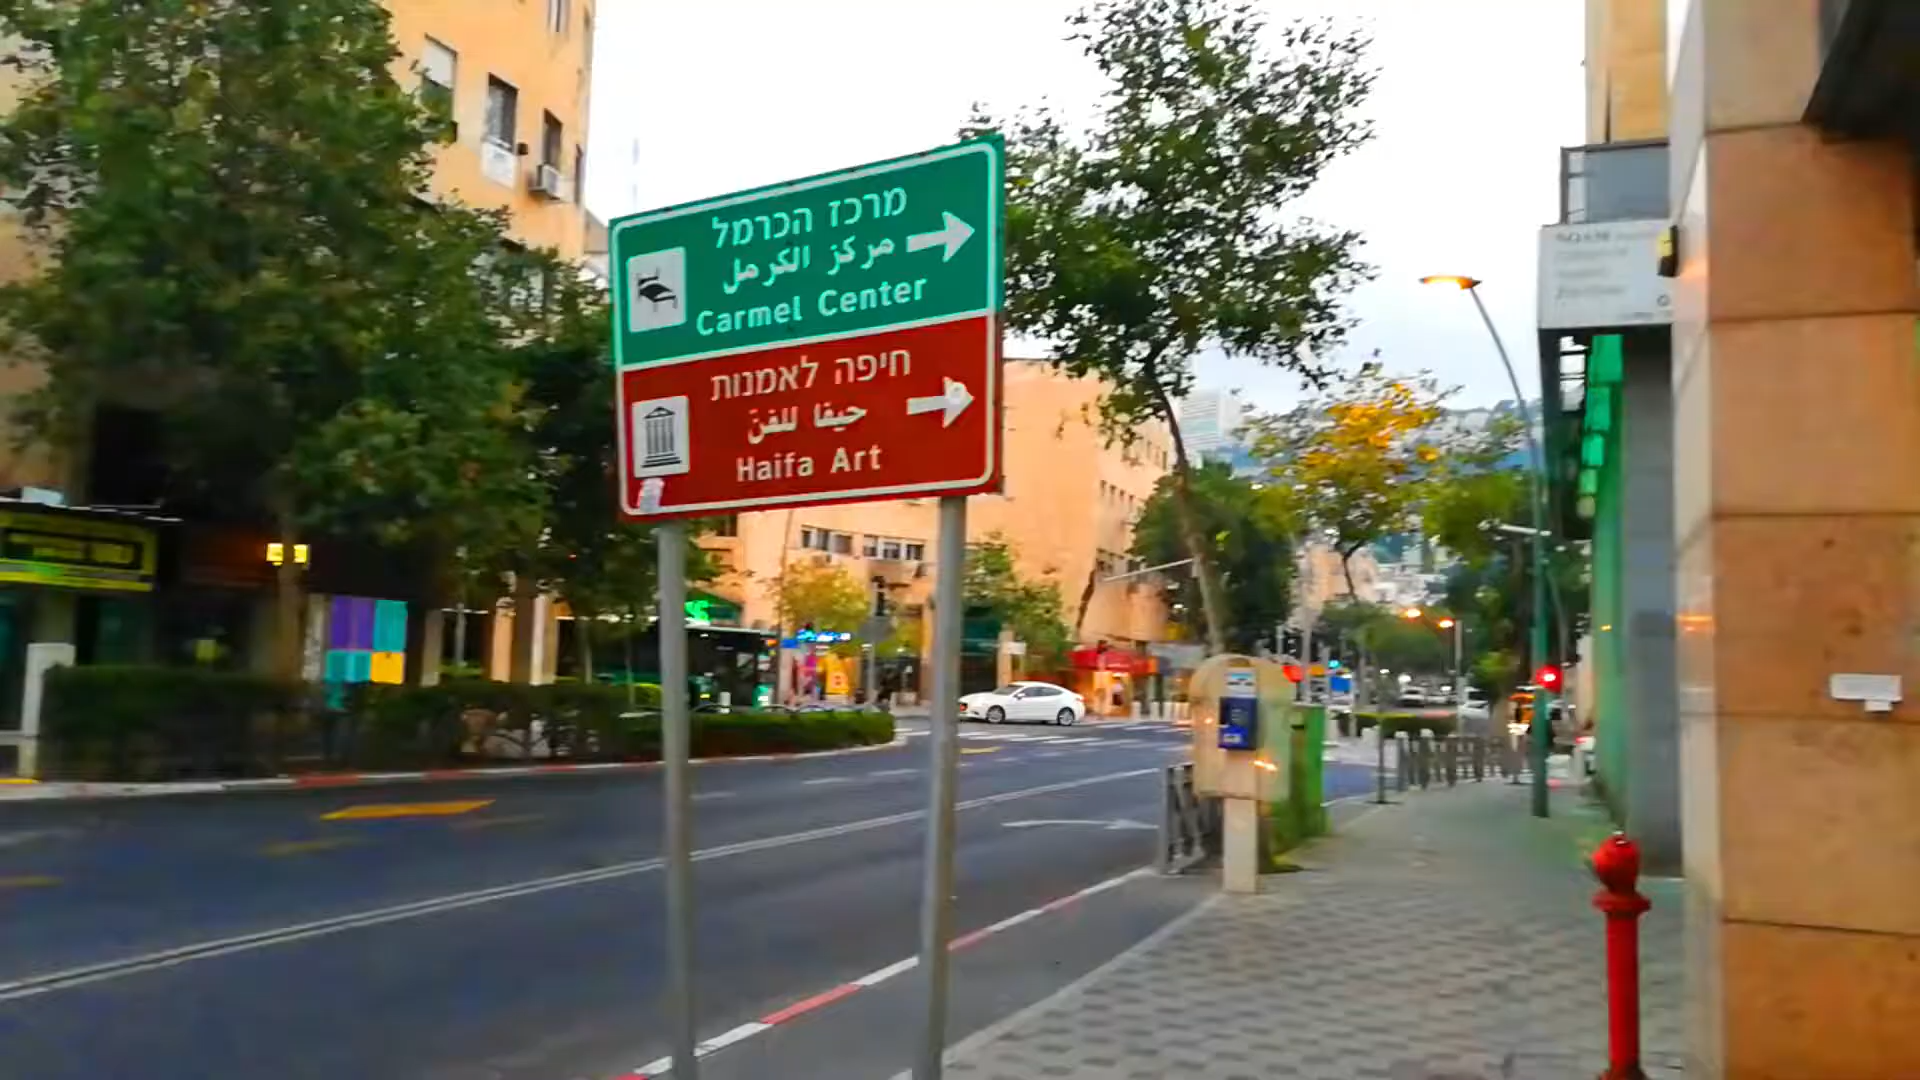 מרכז הכרמל
مركز الكرمل
Carmel Center
חיפה לאמנות
حيفا للفنّ
Haifa Art